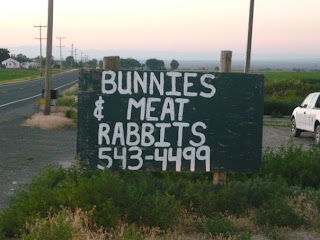 BUNNIES
& MEAT
RABBITS
543-4499